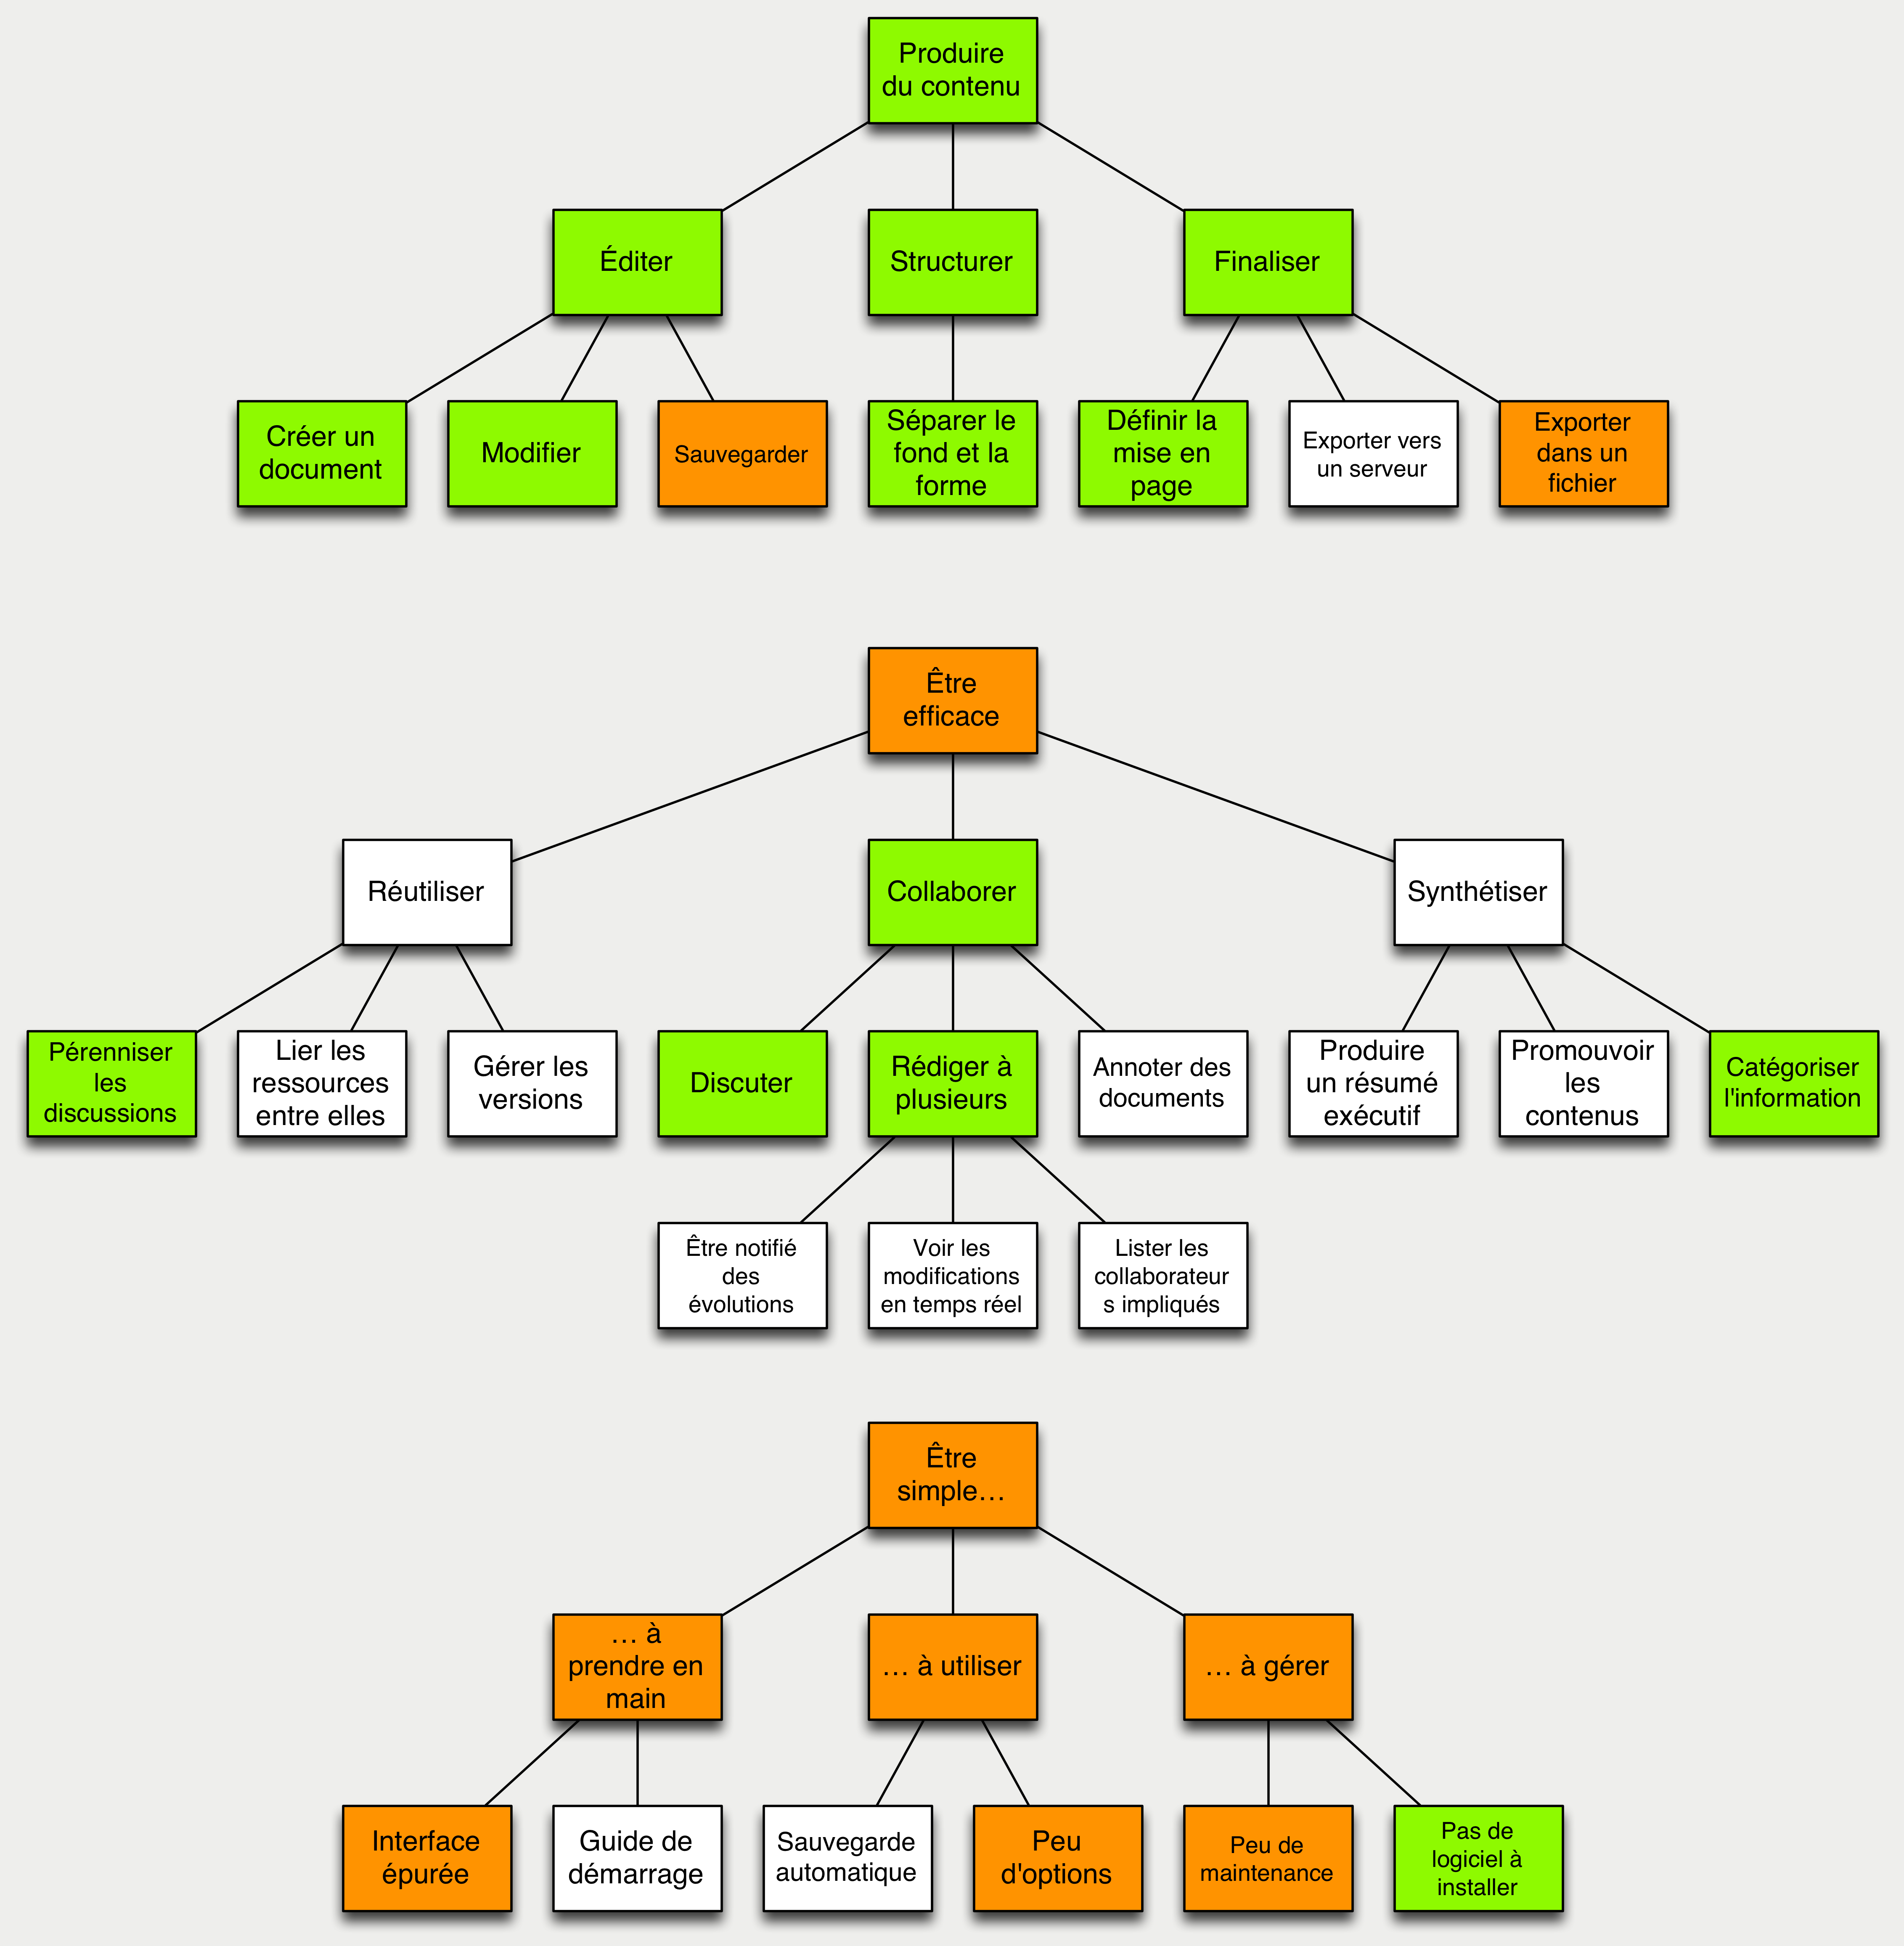 Produire
du contenu
Éditer
Structurer
Finaliser
Créer un
document
Modifier
Sauvegarder
Séparer le
fond et la
forme
Définir la
mise en
page
Exporter vers
un serveur
Exporter
dans un
fichier
Être
efficace
Réutiliser
Collaborer
Synthétiser
Pérenniser
les
discussions
Lier les
ressources
entre elles
Gérer les
versions
Discuter
Rédiger à
plusieurs
Annoter des
documents
Produire
un résumé
exécutif
Promouvoir
les
contenus
Catégoriser
l'information
Être notifié
des
évolutions
Voir les
modifications
en temps réel
Lister les
collaborateur
s impliqués
Être
simple…
… à
prendre en
main
… à utiliser
… à gérer
Interface
épurée
Guide de
démarrage
Sauvegarde
automatique
Peu
d'options
Peu de
maintenance
Pas de
logiciel à
installer